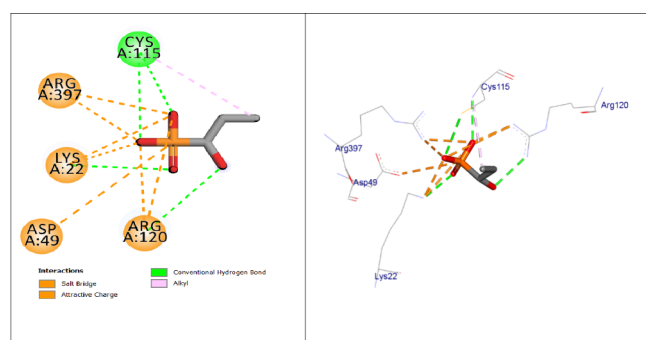 CYS
A:115
ARG
A:397
LYS
A:22
ASP
A:49
ARG
A:120
Interactions
Salt Bridge
Attractive Charge
Conventional Hydrogen Bond
Alkyl
Cys115
Arg120
Arg397
Asp49
Lys22